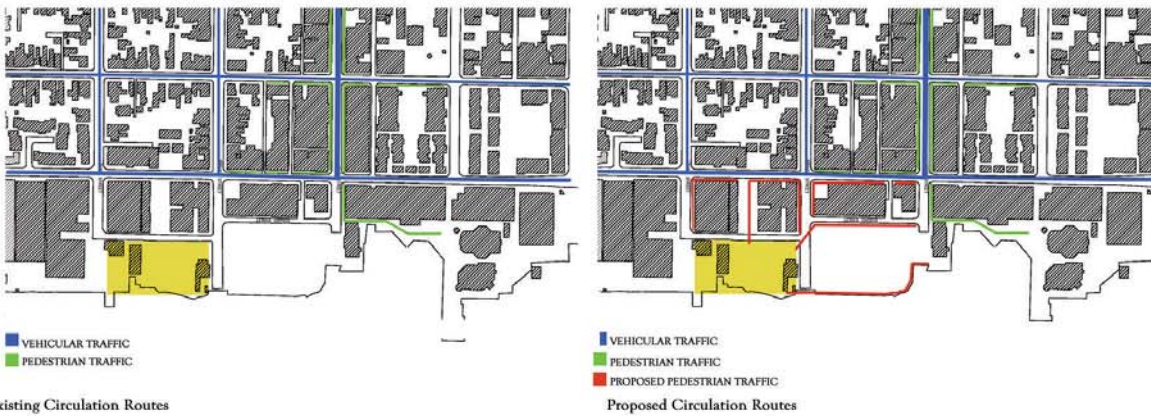 VEHICULAR TRAFFIC
PEDESTRIAN TRAFFIC
xisting Circulation Routes
VEHICULAR TRAFFIC
PEDESTRIAN TRAFFIC
PROPOSED PEDESTRIAN TRAFFIC
Proposed Circulation Routes